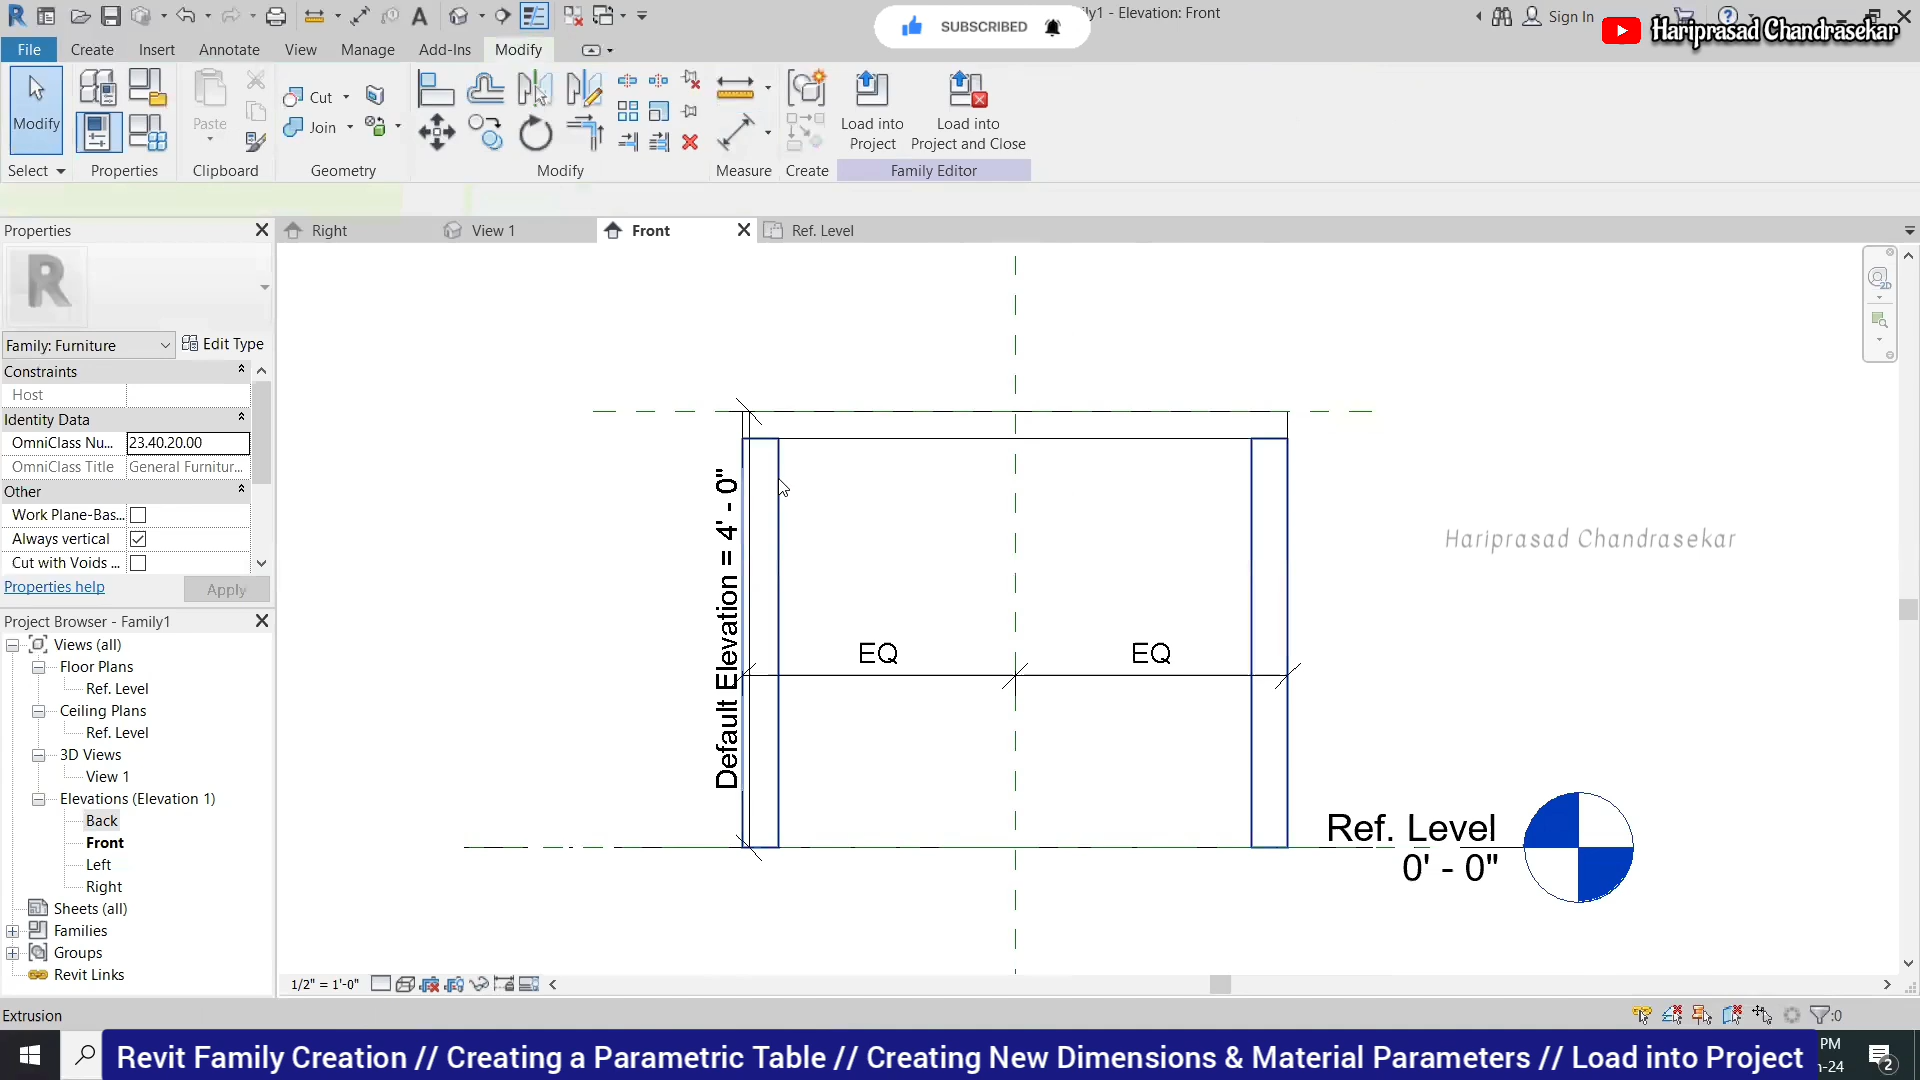 SUBSCRIBED
ly1 - Elevation: Front
Sign In
Hariprasad Chandrasekar
File
Create
Insert
Annotate
View
Manage
Add-Ins
Modify
Modify
Paste
Cut
Join
Load into
Project
Load into
Project and Close
Select
Properties
Clipboard
Geometry
Modify
Measure
Create
Family Editor
Properties
Right
View 1
Front
Ref. Level
R
Family: Furniture
Edit Type
Constraints
Host
Identity Data
OmniClass Nu... 23.40.20.00
OmniClass Title General Furnitur...
Other
Work Plane-Bas...
Always vertical
Cut with Voids ...
Properties help
Apply
Project Browser - Family1
Views (all)
Floor Plans
Ref. Level
Ceiling Plans
Ref. Level
3D Views
View 1
Elevations (Elevation 1)
Back
Front
Left
Right
Sheets (all)
Families
Groups
Revit Links
Default Elevation = 4' - 0"
EQ
EQ
Ref. Level
0' - 0"
Hariprasad Chandrasekar
1/2" = 1'-0"
Extrusion
:0
Revit Family Creation // Creating a Parametric Table // Creating New Dimensions & Material Parameters // Load into Project
PM
-24
2